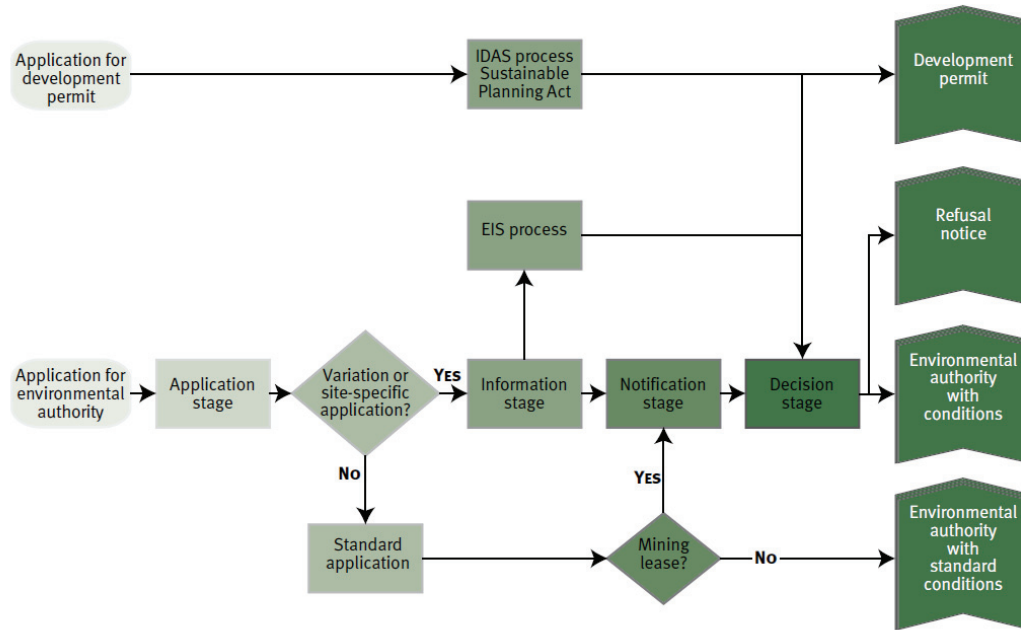 Application for
development
permit
IDAS process
Sustainable
Planning Act
Development
permit
EIS process
Refusal
notice
Application for
environmental
authority
Application
stage
Variation or
site-specific
application?
YES
Information
stage
Notification
stage
Decision
stage
Environmental
authority
with
conditions
NO
YES
Standard
application
Mining
lease?
NO
Environmental
authority
with
standard
conditions